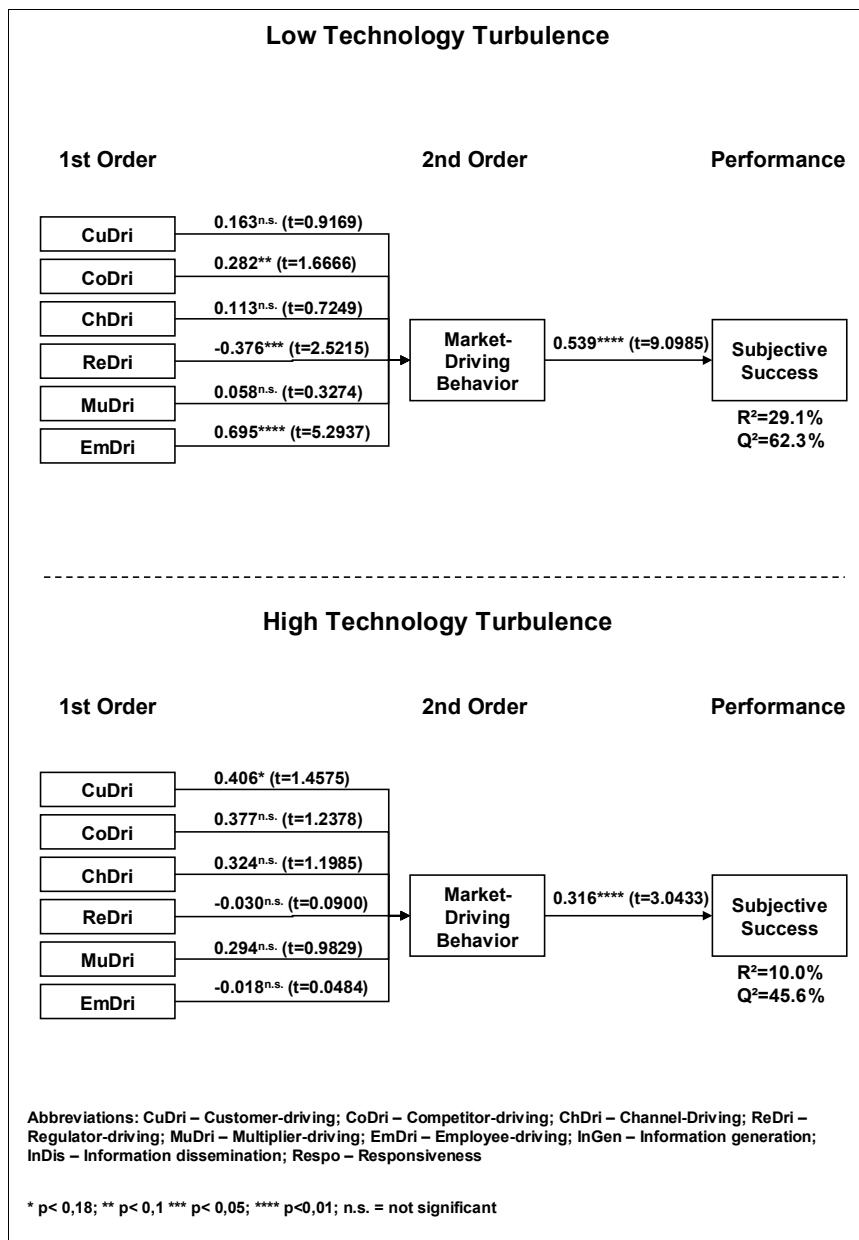 Low Technology Turbulence
1st Order
2nd Order
Performance
CuDri
0.163n.s. (t=0.9169)
CoDri
0.282** (t=1.6666)
ChDri
0.113n.s. (t=0.7249)
ReDri
-0.376*** (t=2.5215)
MuDri
0.058n.s. (t=0.3274)
EmDri
0.695**** (t=5.2937)
Market-
Driving
Behavior
0.539**** (t=9.0985)
Subjective
Success
R²=29.1%
Q²=62.3%
High Technology Turbulence
1st Order
2nd Order
Performance
CuDri
0.406* (t=1.4575)
CoDri
0.377n.s. (t=1.2378)
ChDri
0.324n.s. (t=1.1985)
ReDri
-0.030n.s. (t=0.0900)
MuDri
0.294n.s. (t=0.9829)
EmDri
-0.018n.s. (t=0.0484)
Market-
Driving
Behavior
0.316**** (t=3.0433)
Subjective
Success
R²=10.0%
Q²=45.6%
Abbreviations: CuDri – Customer-driving; CoDri – Competitor-driving; ChDri – Channel-Driving; ReDri –
Regulator-driving; MuDri – Multiplier-driving; EmDri – Employee-driving; InGen – Information generation;
InDis – Information dissemination; Respo – Responsiveness
* p< 0,18; ** p< 0,1 *** p< 0,05; **** p<0,01; n.s. = not significant